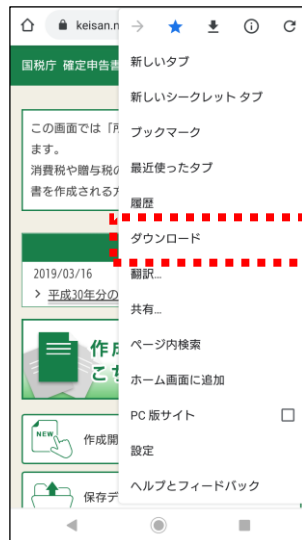 keisan.n
国税庁 確定申告書
この画面では「所
ます。
消費税や贈与税の
書を作成される方
2019/03/16
> 平成30年分の
作成
こち
NEW
作成開
保存デ
新しいタブ
新しいシークレット タブ
ブックマーク
最近使ったタブ
履歴
ダウンロード
翻訳...
共有...
ページ内検索
ホーム画面に追加
PC 版サイト
設定
ヘルプとフィードバック